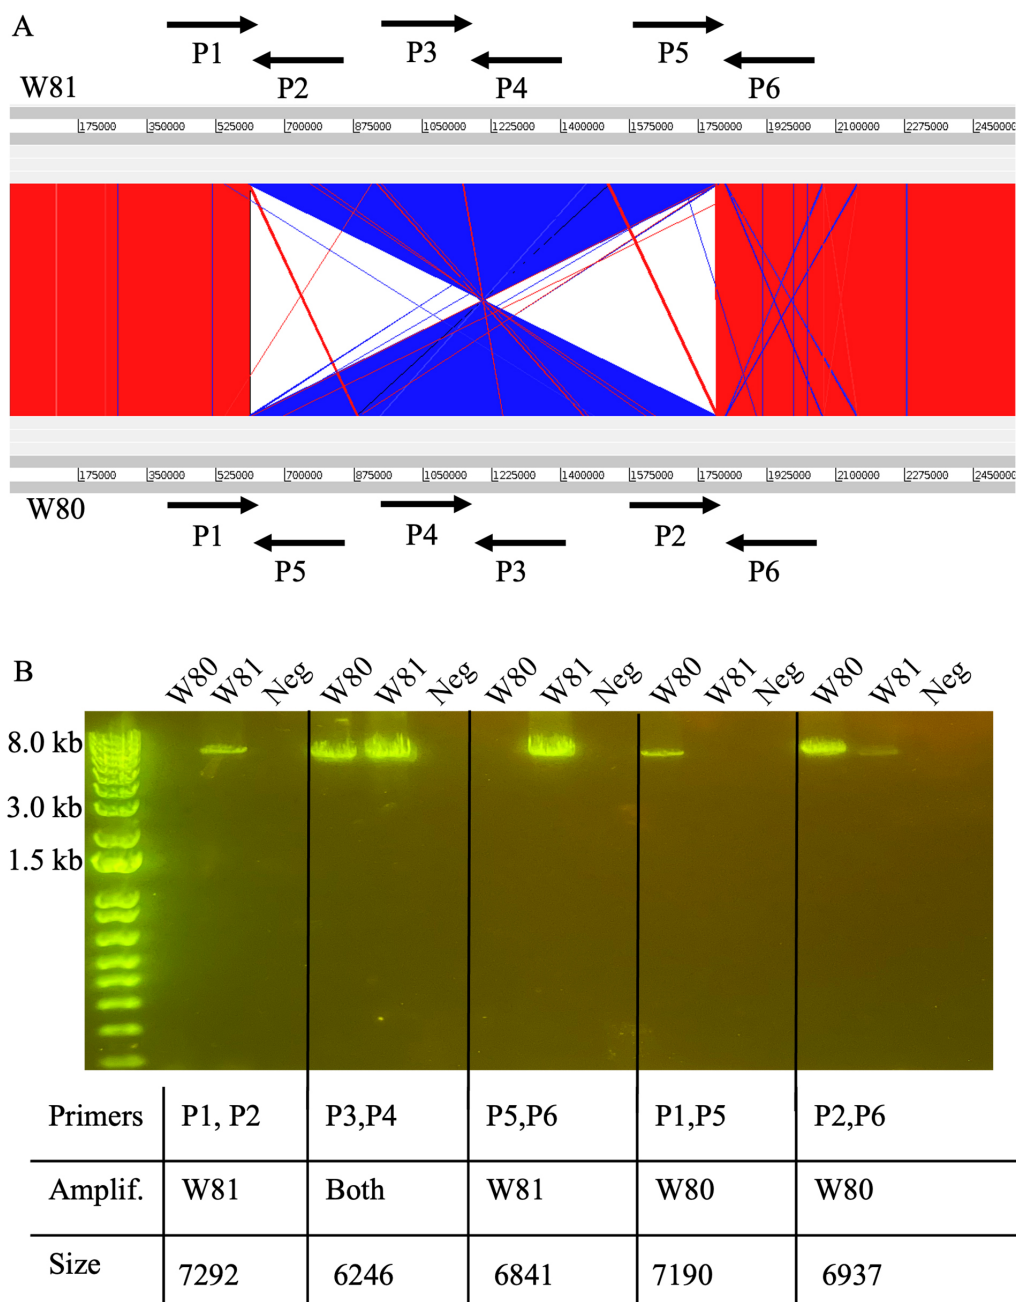 A
P1 P3 P5
P2 P4 P6
W81
175000 350000 525000 700000 875000 1050000 1225000 1400000 1575000 1750000 1925000 2100000 2275000 2450000
175000 350000 525000 700000 875000 1050000 1225000 1400000 1575000 1750000 1925000 2100000 2275000 2450000
W80
P1 P4 P2
P5 P3 P6
B
W80 W81 Neg W80 W81 Neg W80 W81 Neg W80 W81 Neg W80 W81 Neg
8.0 kb
3.0 kb
1.5 kb
Primers P1, P2 P3,P4 P5,P6 P1,P5 P2,P6
Amplif. W81 Both W81 W80 W80
Size 7292 6246 6841 7190 6937